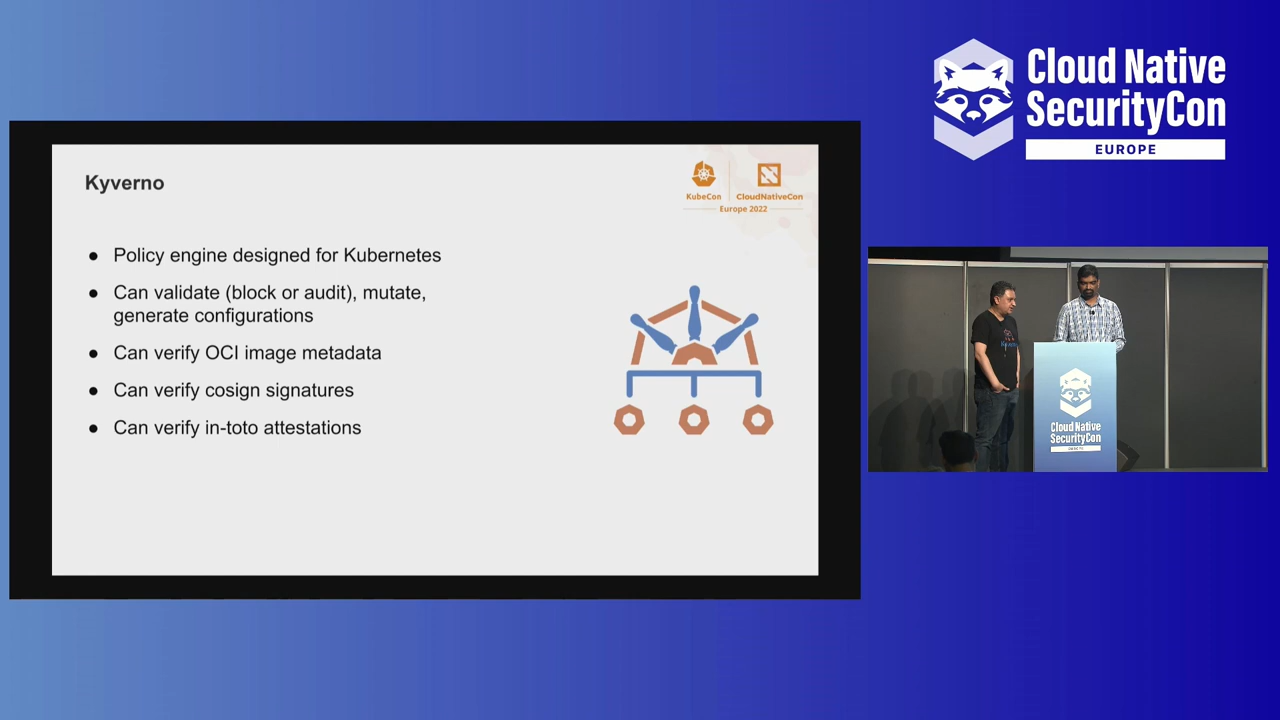 Cloud Native
SecurityCon
EUROPE
Kyverno
KubeCon
CloudNativeCon
Europe 2022
● Policy engine designed for Kubernetes
● Can validate (block or audit), mutate,
generate configurations
● Can verify OCI image metadata
● Can verify cosign signatures
● Can verify in-toto attestations
Cloud Native
SecurityCon